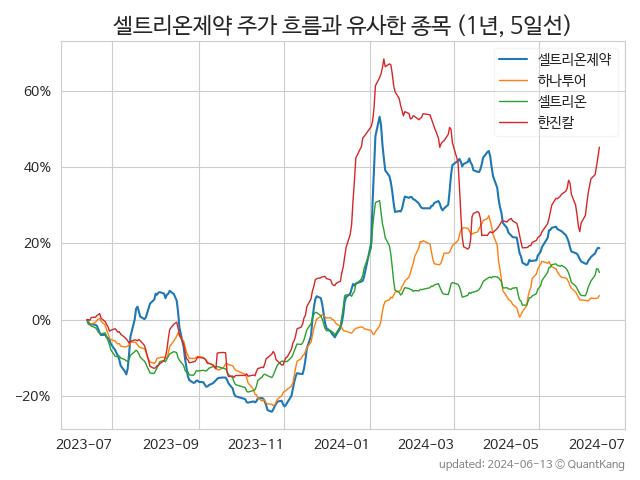 셀트리온제약 주가 흐름과 유사한 종목 (1년, 5일선)
셀트리온제약
하나투어
셀트리온
한진칼
60%
40%
20%
0%
−20%
2023−07 2023−09 2023−11 2024−01 2024−03 2024−05 2024−07
updated: 2024-06-13 ⓒ QuantKang